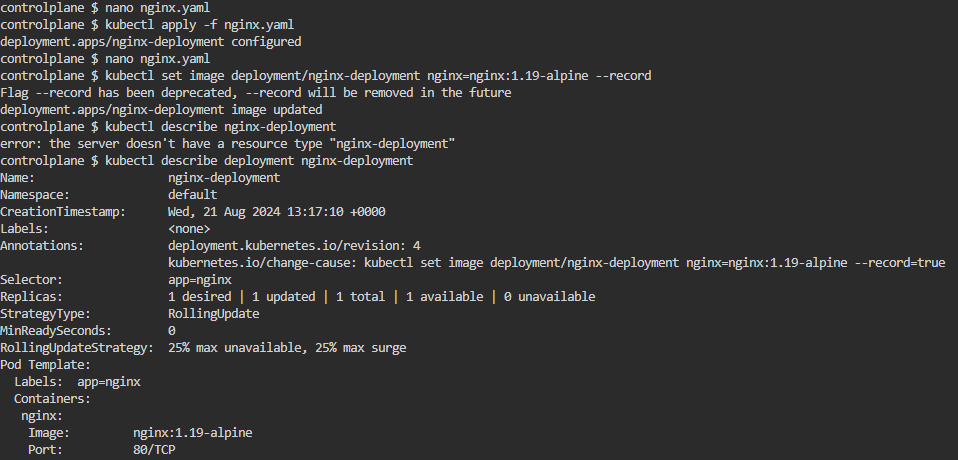 controlplane $ nano nginx.yaml
controlplane $ kubectl apply -f nginx.yaml
deployment.apps/nginx-deployment configured
controlplane $ nano nginx.yaml
controlplane $ kubectl set image deployment/nginx-deployment nginx=nginx:1.19-alpine --record
Flag --record has been deprecated, --record will be removed in the future
deployment.apps/nginx-deployment image updated
controlplane $ kubectl describe nginx-deployment
error: the server doesn't have a resource type "nginx-deployment"
controlplane $ kubectl describe deployment nginx-deployment
Name:                   nginx-deployment
Namespace:              default
CreationTimestamp:      Wed, 21 Aug 2024 13:17:10 +0000
Labels:                 <none>
Annotations:            deployment.kubernetes.io/revision: 4
                        kubernetes.io/change-cause: kubectl set image deployment/nginx-deployment nginx=nginx:1.19-alpine --record=true
Selector:               app=nginx
Replicas:               1 desired | 1 updated | 1 total | 1 available | 0 unavailable
StrategyType:           RollingUpdate
MinReadySeconds:        0
RollingUpdateStrategy:  25% max unavailable, 25% max surge
Pod Template:
  Labels:  app=nginx
  Containers:
   nginx:
    Image:         nginx:1.19-alpine
    Port:          80/TCP